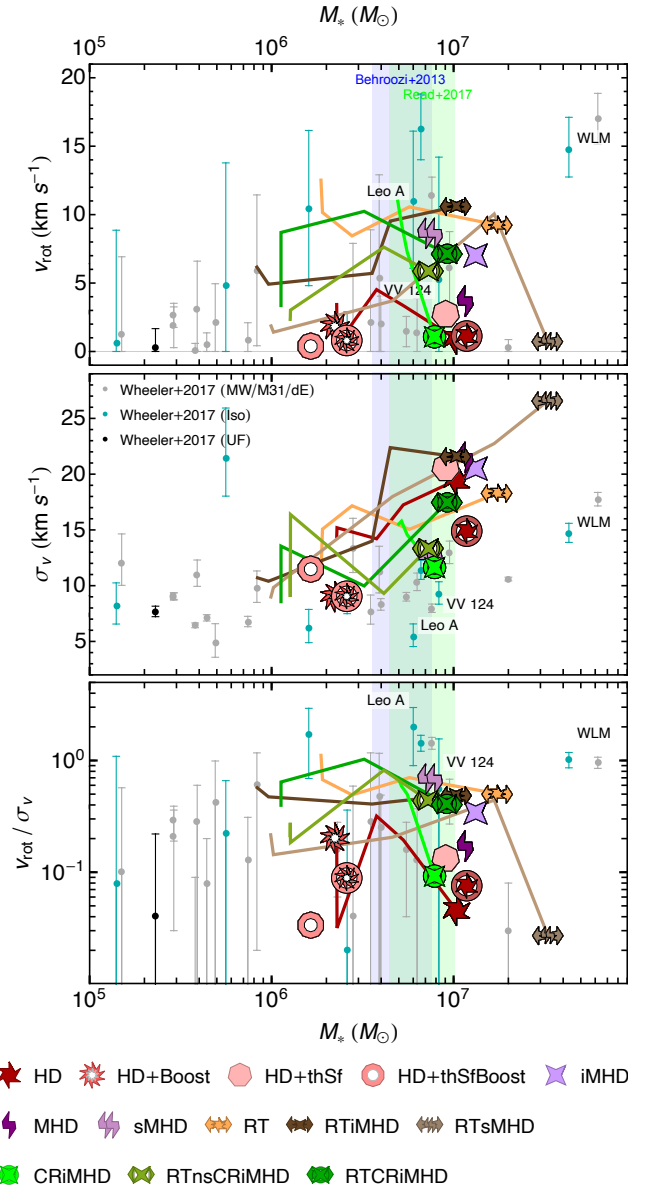 M* (M⊙)
10^5 10^6 10^7
Behroozi+2013
Read+2017
20
15
10
5
0
v_rot (km s^−1)
WLM
Leo A
VV 124
Wheeler+2017 (MW/M31/dE)
Wheeler+2017 (Iso)
Wheeler+2017 (UF)
25
20
15
10
5
σ_v (km s^−1)
WLM
VV 124
Leo A
Leo A
WLM
VV 124
10^0
10^−1
v_rot / σ_v
10^5 10^6 10^7
M* (M⊙)
HD HD+Boost HD+thSf HD+thSfBoost iMHD
MHD sMHD RT RTiMHD RTsMHD
CRiMHD RTnsCRiMHD RTCRiMHD